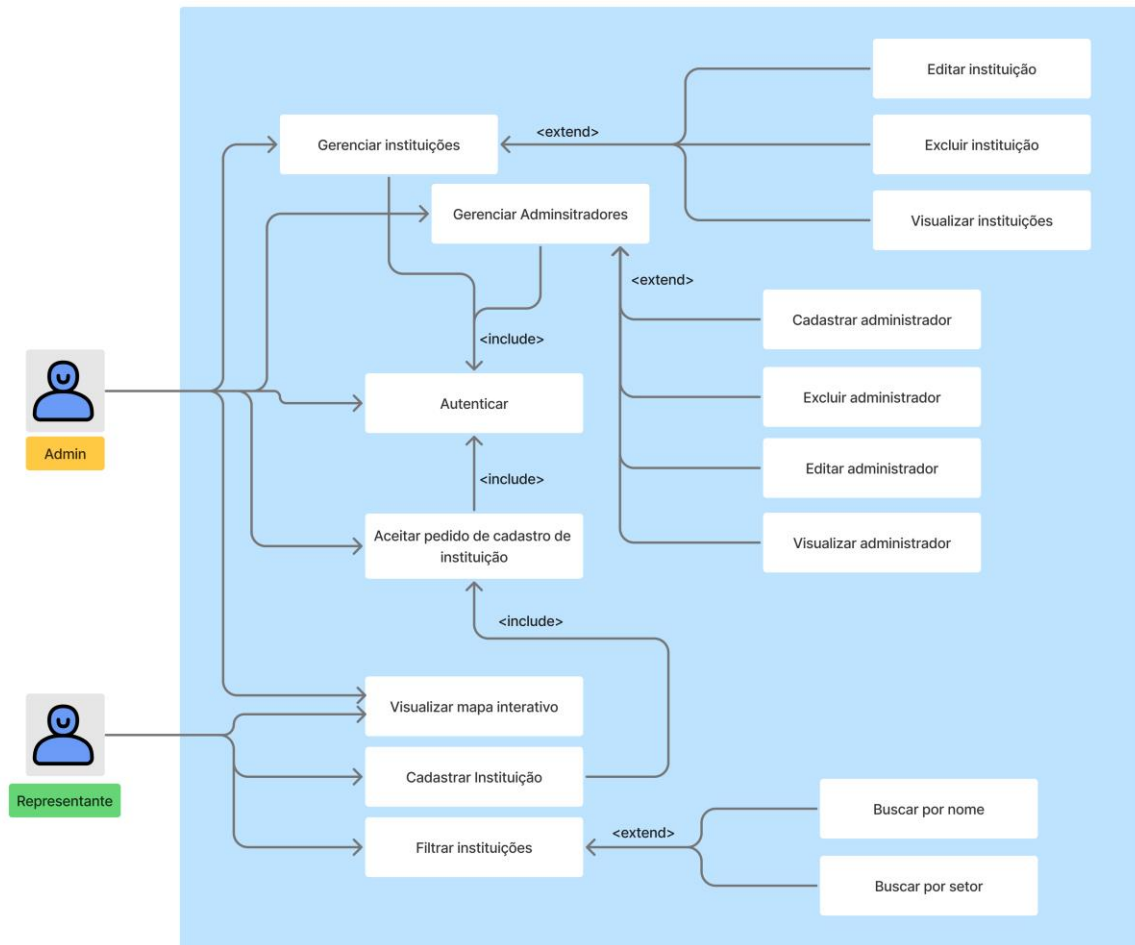 Editar instituição
<extend>
Gerenciar instituições
Excluir instituição
Gerenciar Adminsitradores
Visualizar instituições
<extend>
Cadastrar administrador
<include>
Autenticar
Excluir administrador
Admin
Editar administrador
<include>
Aceitar pedido de cadastro de
instituição
Visualizar administrador
<include>
Visualizar mapa interativo
Representante
Cadastrar Instituição
Buscar por nome
<extend>
Filtrar instituições
Buscar por setor